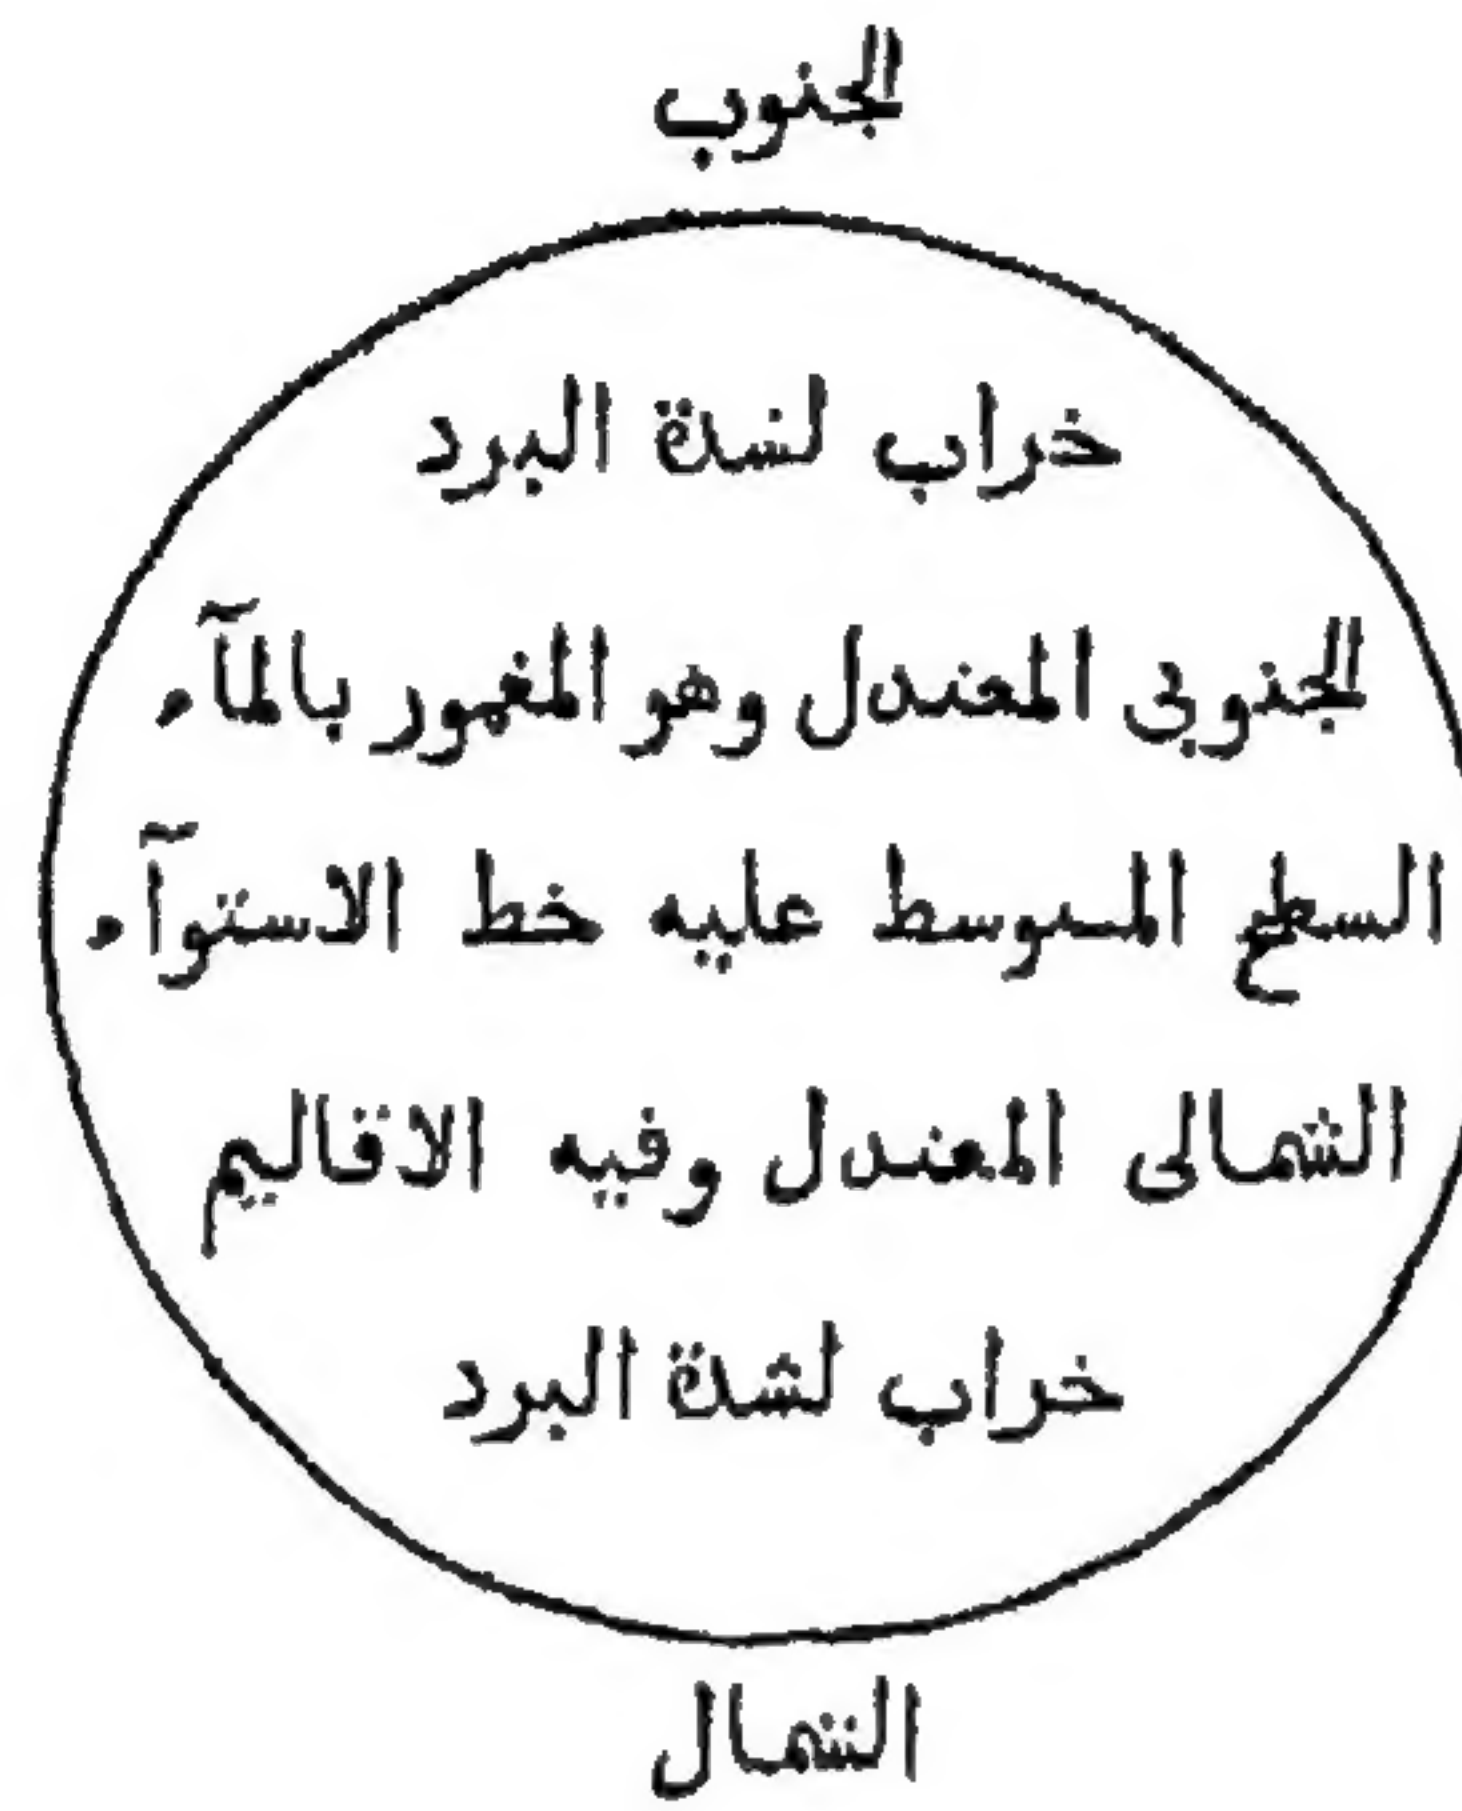 الجنوب
خراب لشدة البرد
الجنوبى المعتدل وهو المغمور بالمآء
السطح المتوسط عليه خط الاستوآء
الشمالى المعتدل وفيه الاقاليم
خراب لشدة البرد
الشمال